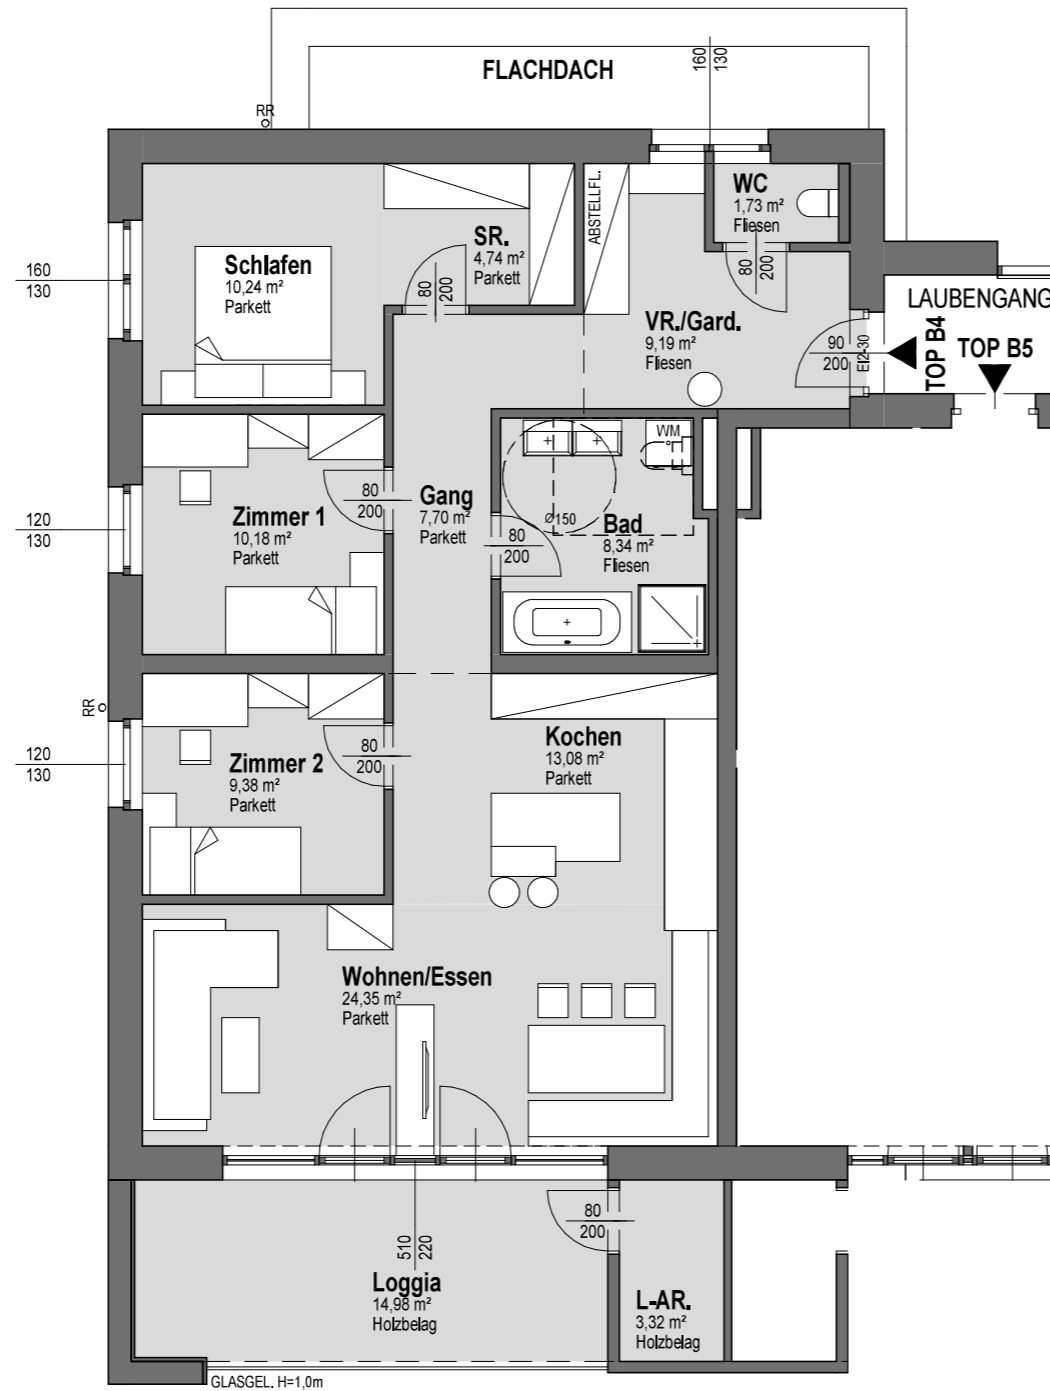 FLACHDACH
160
130
RR
WC
1,73 m²
Fliesen
ABSTELLFL.
SR.
4,74 m²
Parkett
Schlafen
10,24 m²
Parkett
160
130
80
200
80
200
LAUBENGANG
VR./Gard.
9,19 m²
Fliesen
90
200
EI2-30
TOP B4
TOP B5
WM
Zimmer 1
10,18 m²
Parkett
80
200
Gang
7,70 m²
Parkett
Ø150
Bad
8,34 m²
Fliesen
80
200
120
130
RR
Zimmer 2
9,38 m²
Parkett
80
200
Kochen
13,08 m²
Parkett
120
130
Wohnen/Essen
24,35 m²
Parkett
510
220
80
200
Loggia
14,98 m²
Holzbelag
L-AR.
3,32 m²
Holzbelag
GLASGEL. H=1,0m